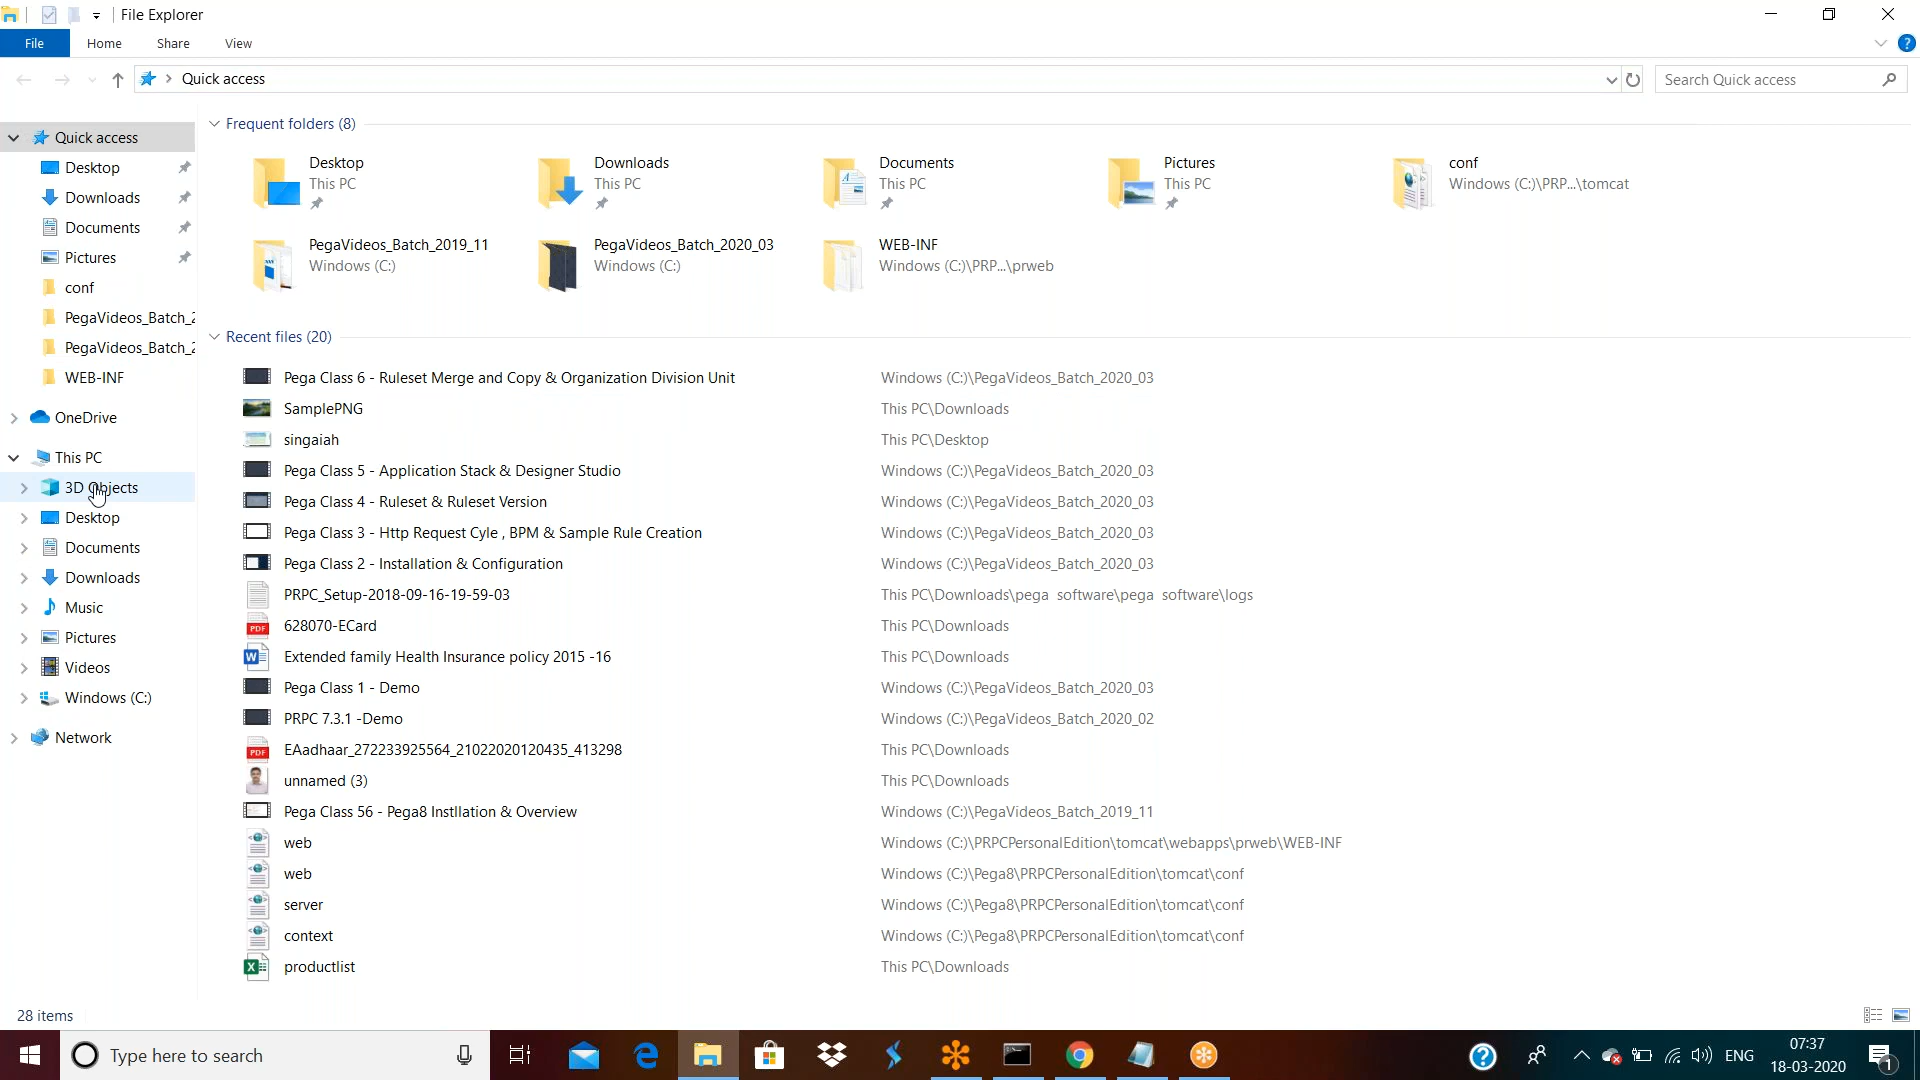 File Explorer
File Home Share View
Quick access
Search Quick access
Quick access
Desktop
Downloads
Documents
Pictures
conf
PegaVideos_Batch_2
PegaVideos_Batch_2
WEB-INF
OneDrive
This PC
3D Objects
Desktop
Documents
Downloads
Music
Pictures
Videos
Windows (C:)
Network
Frequent folders (8)
Desktop
This PC
Downloads
This PC
Documents
This PC
Pictures
This PC
conf
Windows (C:)\PRP...\tomcat
PegaVideos_Batch_2019_11
Windows (C:)
PegaVideos_Batch_2020_03
Windows (C:)
WEB-INF
Windows (C:)\PRP...\prweb
Recent files (20)
Pega Class 6 - Ruleset Merge and Copy & Organization Division Unit Windows (C:)\PegaVideos_Batch_2020_03
SamplePNG This PC\Downloads
singaiah This PC\Desktop
Pega Class 5 - Application Stack & Designer Studio Windows (C:)\PegaVideos_Batch_2020_03
Pega Class 4 - Ruleset & Ruleset Version Windows (C:)\PegaVideos_Batch_2020_03
Pega Class 3 - Http Request Cyle , BPM & Sample Rule Creation Windows (C:)\PegaVideos_Batch_2020_03
Pega Class 2 - Installation & Configuration Windows (C:)\PegaVideos_Batch_2020_03
PRPC_Setup-2018-09-16-19-59-03 This PC\Downloads\pega software\pega software\logs
628070-ECard This PC\Downloads
Extended family Health Insurance policy 2015 -16 This PC\Downloads
Pega Class 1 - Demo Windows (C:)\PegaVideos_Batch_2020_03
PRPC 7.3.1 -Demo Windows (C:)\PegaVideos_Batch_2020_02
EAadhaar_272233925564_21022020120435_413298 This PC\Downloads
unnamed (3) This PC\Downloads
Pega Class 56 - Pega8 Instllation & Overview Windows (C:)\PegaVideos_Batch_2019_11
web Windows (C:)\PRPCPersonalEdition\tomcat\webapps\prweb\WEB-INF
web Windows (C:)\Pega8\PRPCPersonalEdition\tomcat\conf
server Windows (C:)\Pega8\PRPCPersonalEdition\tomcat\conf
context Windows (C:)\Pega8\PRPCPersonalEdition\tomcat\conf
productlist This PC\Downloads
28 items
Type here to search
ENG
07:37
18-03-2020
1